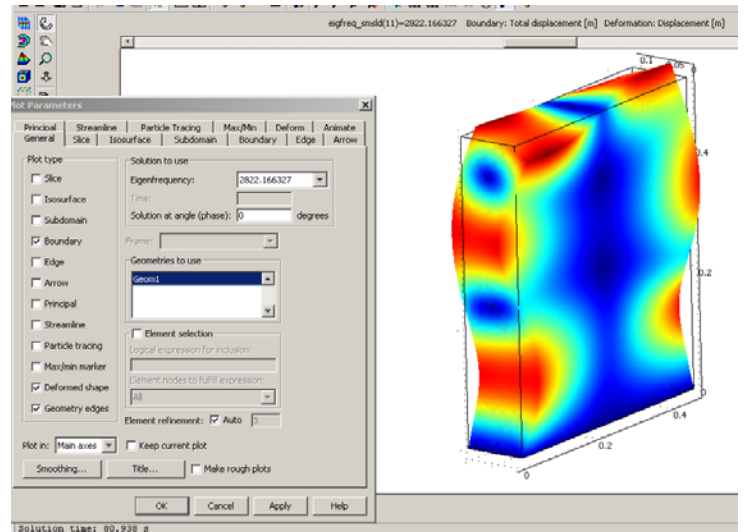 eigfreq_smsld(11)=2822.166327 Boundary: Total displacement [m] Deformation: Displacement [m]
Plot Parameters
Principal Streamline Particle Tracing Max/Min Deform Animate
General Slice Isosurface Subdomain Boundary Edge Arrow
Plot type
Slice
Isosurface
Subdomain
Boundary
Edge
Arrow
Principal
Streamline
Particle tracing
Max/min marker
Deformed shape
Geometry edges
Solution to use
Eigenfrequency: 2822.166327
Time:
Solution at angle (phase): 0 degrees
Frame:
Geometries to use
Geom1
Element selection
Logical expression for inclusion:
Element nodes to fulfill expression:
All
Element refinement: Auto 3
Plot in: Main axes Keep current plot
Smoothing... Title... Make rough plots
OK Cancel Apply Help
0.1
0
0.4
0.2
0
0.4
0.2
0
Solution time: 80.938 s